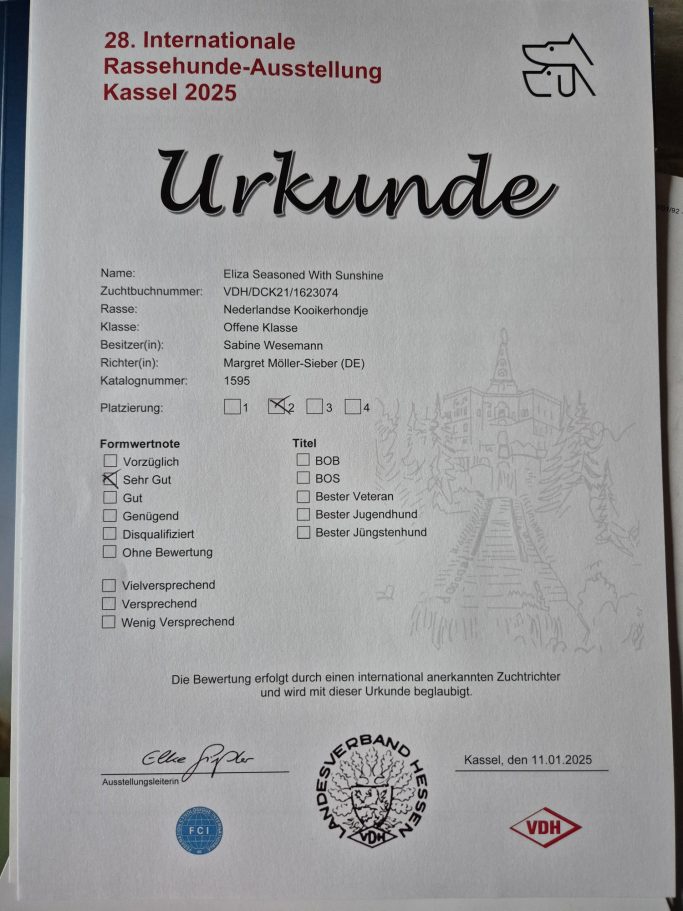 28. Internationale
Rassehunde-Ausstellung
Kassel 2025
Urkunde
Name: Eliza Seasoned With Sunshine
Zuchtbuchnummer: VDH/DCK21/1623074
Rasse: Nederlandse Kooikerhondje
Klasse: Offene Klasse
Besitzer(in): Sabine Wesemann
Richter(in): Margret Möller-Sieber (DE)
Katalognummer: 1595
Platzierung: 1 2 3 4
Formwertnote
Vorzüglich
Sehr Gut
Gut
Genügend
Disqualifiziert
Ohne Bewertung
Vielversprechend
Versprechend
Wenig Versprechend
Titel
BOB
BOS
Bester Veteran
Bester Jugendhund
Bester Jüngstenhund
Die Bewertung erfolgt durch einen international anerkannten Zuchtrichter
und wird mit dieser Urkunde beglaubigt.
Elke
Ausstellungsleiterin
LANDESVERBAND HESSEN
VDH
Kassel, den 11.01.2025
FCI
VDH